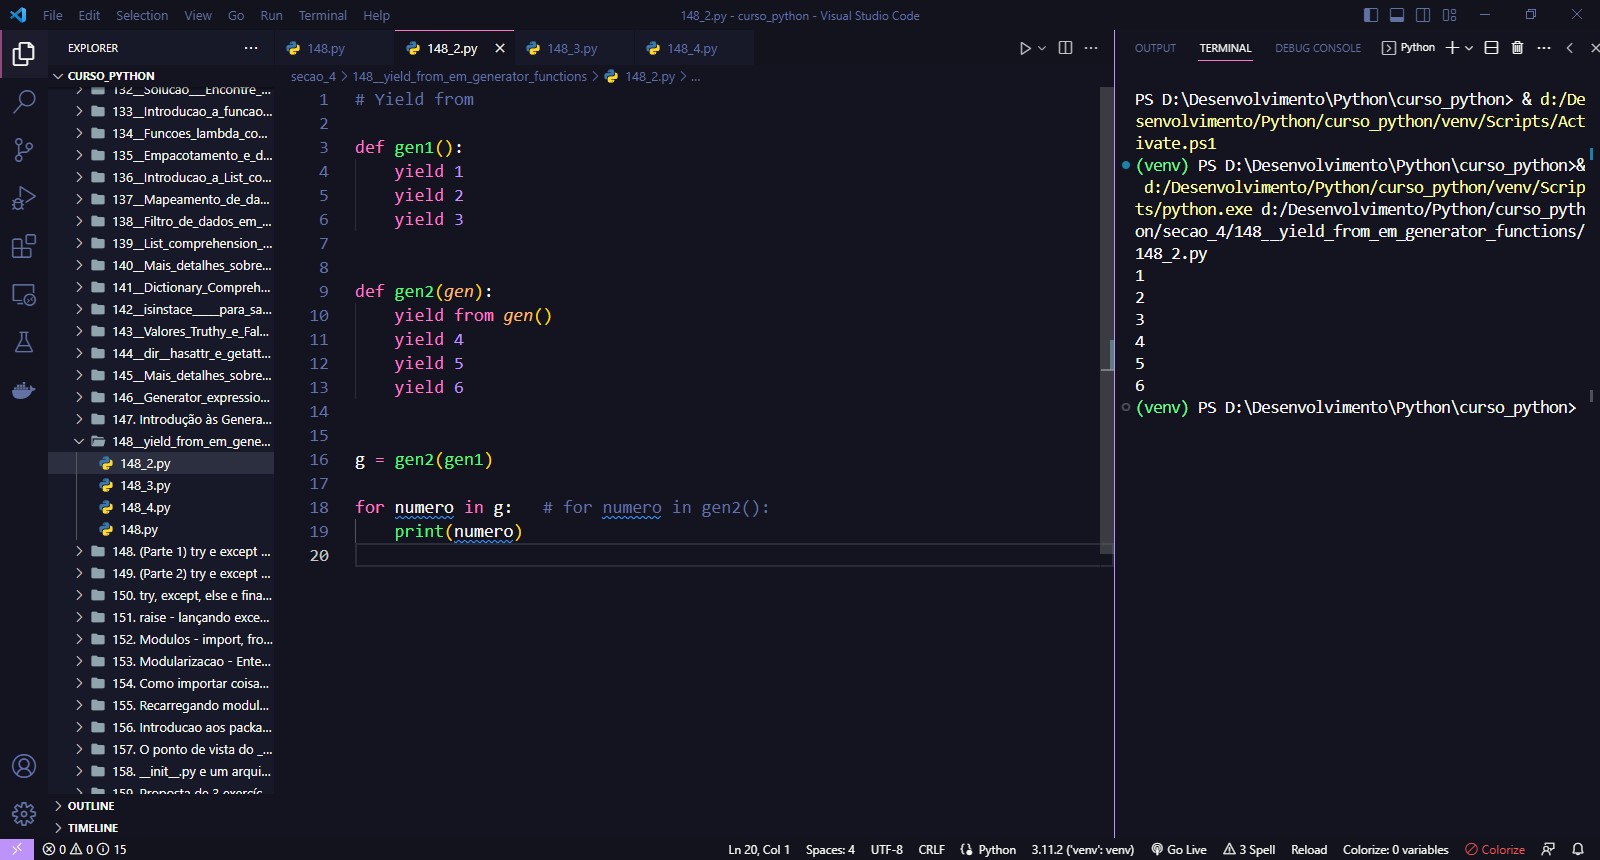 File Edit Selection View Go Run Terminal Help
148_2.py - curso_python - Visual Studio Code
EXPLORER
CURSO_PYTHON
132__Solucao___Encontre_...
133__Introducao_a_funcao...
134__Funcoes_lambda_co...
135__Empacotamento_e_d...
136__Introducao_a_List_co...
137__Mapeamento_de_da...
138__Filtro_de_dados_em_...
139__List_comprehension_...
140__Mais_detalhes_sobre...
141__Dictionary_Compreh...
142__isinstace_____para_sa...
143__Valores_Truthy_e_Fal...
144__dir__hasattr_e_getatt...
145__Mais_detalhes_sobre...
146__Generator_expressio...
147. Introdução às Genera...
148__yield_from_em_gene...
148_2.py
148_3.py
148_4.py
148.py
148. (Parte 1) try e except ...
149. (Parte 2) try e except ...
150. try, except, else e fina...
151. raise - lançando exce...
152. Modulos - import, fro...
153. Modularizacao - Ente...
154. Como importar coisa...
155. Recarregando modul...
156. Introducao aos packa...
157. O ponto de vista do _...
158. __init__.py e um arqui...
159. Proposta de 3 exercíc...
OUTLINE
TIMELINE
148.py 148_2.py 148_3.py 148_4.py
secao_4 > 148__yield_from_em_generator_functions > 148_2.py > ...
1 # Yield from
2
3 def gen1():
4 yield 1
5 yield 2
6 yield 3
7
8
9 def gen2(gen):
10 yield from gen()
11 yield 4
12 yield 5
13 yield 6
14
15
16 g = gen2(gen1)
17
18 for numero in g: # for numero in gen2():
19 print(numero)
20
OUTPUT TERMINAL DEBUG CONSOLE Python
PS D:\Desenvolvimento\Python\curso_python> & d:/De
senvolvimento/Python/curso_python/venv/Scripts/Act
ivate.ps1
(venv) PS D:\Desenvolvimento\Python\curso_python>&
d:/Desenvolvimento/Python/curso_python/venv/Scrip
ts/python.exe d:/Desenvolvimento/Python/curso_pyth
on/secao_4/148__yield_from_em_generator_functions/
148_2.py
1
2
3
4
5
6
(venv) PS D:\Desenvolvimento\Python\curso_python>
0 0 15 Ln 20, Col 1 Spaces: 4 UTF-8 CRLF Python 3.11.2 ('venv': venv) Go Live 3 Spell Reload Colorize: 0 variables Colorize